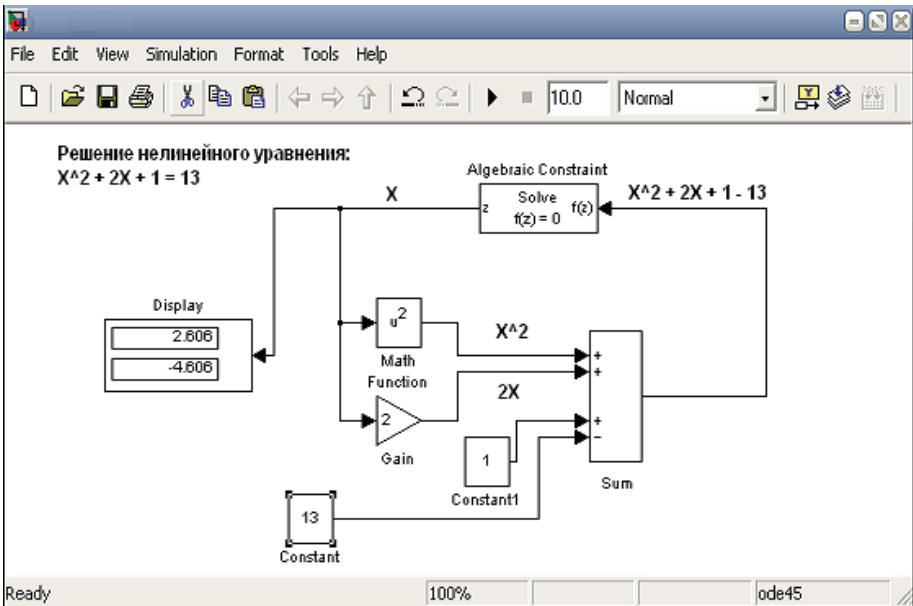 File Edit View Simulation Format Tools Help
10.0 Normal
Решение нелинейного уравнения:
X^2 + 2X + 1 = 13
Algebraic Constraint
X
z Solve f(z)
f(z) = 0
X^2 + 2X + 1 - 13
Display
2.606
-4.606
u^2
Math
Function
X^2
+
+
2X
2
Gain
+
−
1
Constant1
Sum
13
Constant
Ready 100% ode45